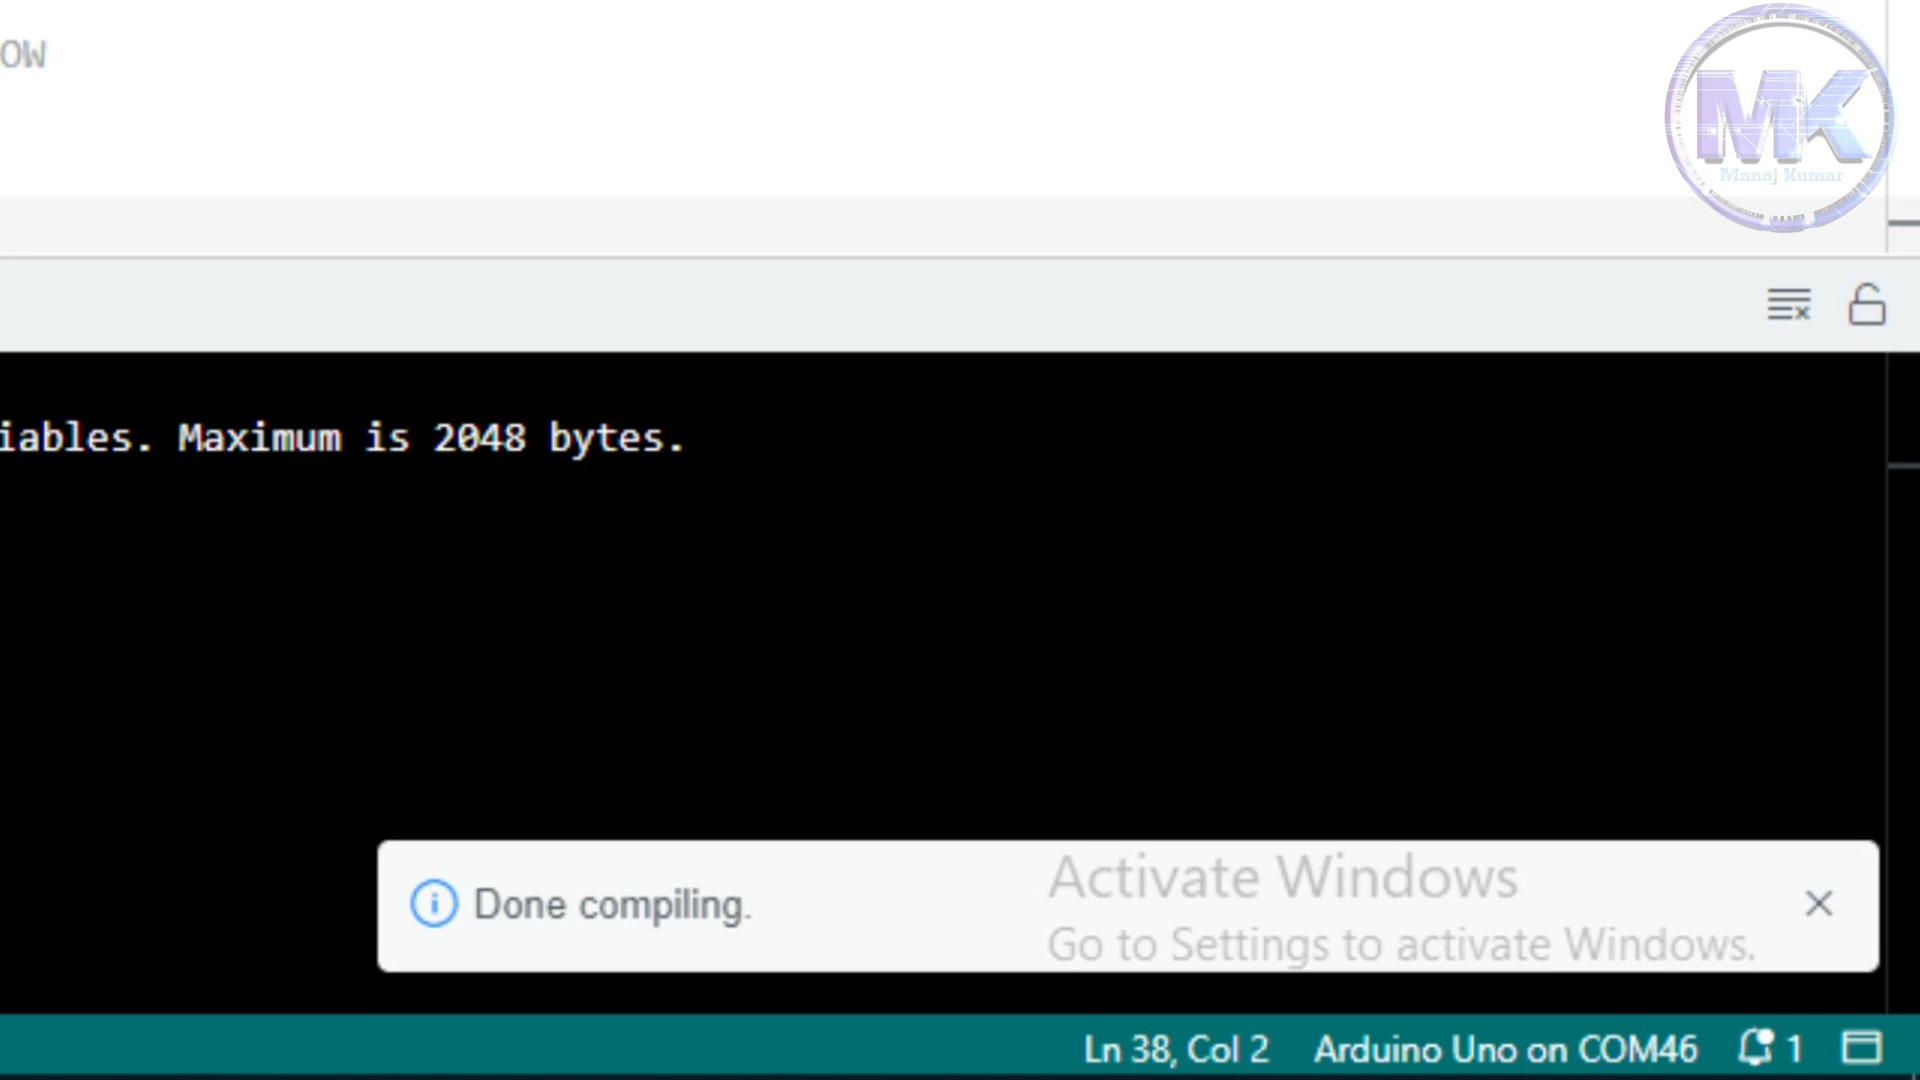 OW
MK
Manoj Kumar
iables. Maximum is 2048 bytes.
Done compiling.
Activate Windows
Go to Settings to activate Windows.
Ln 38, Col 2 Arduino Uno on COM46 1